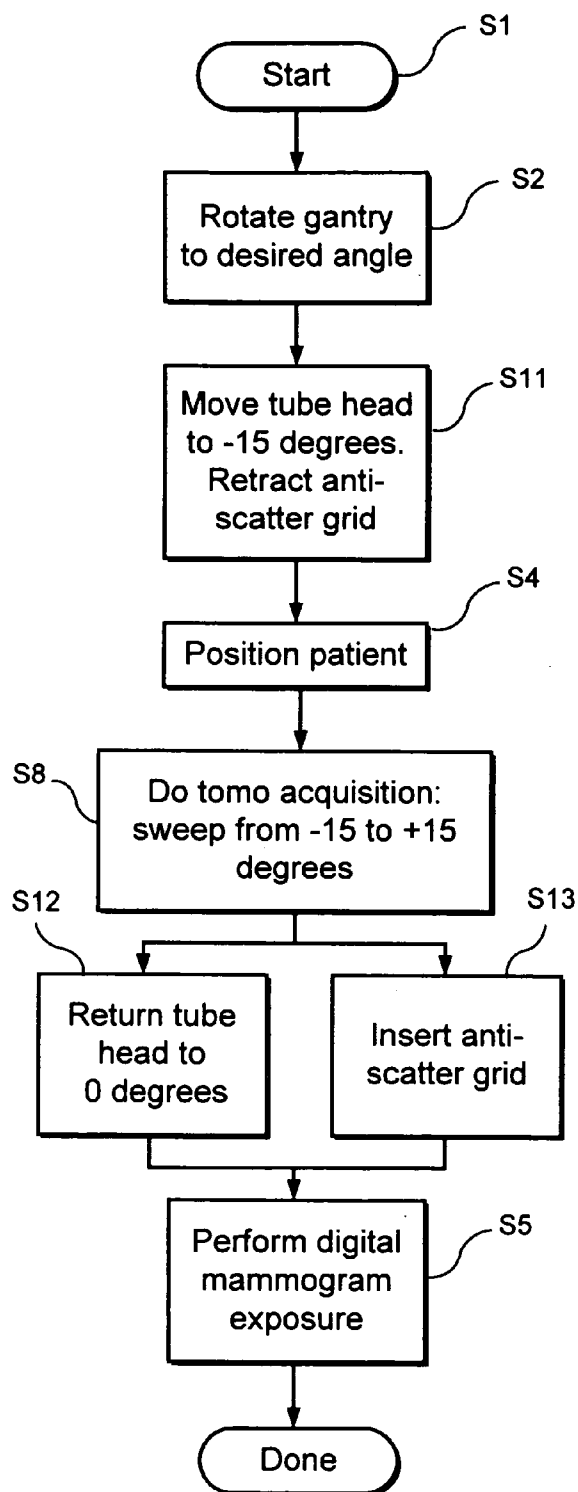 S1
Start
S2
Rotate gantry
to desired angle
S11
Move tube head
to -15 degrees.
Retract anti-
scatter grid
S4
Position patient
S8
Do tomo acquisition:
sweep from -15 to +15
degrees
S12
Return tube
head to
0 degrees
S13
Insert anti-
scatter grid
S5
Perform digital
mammogram
exposure
Done